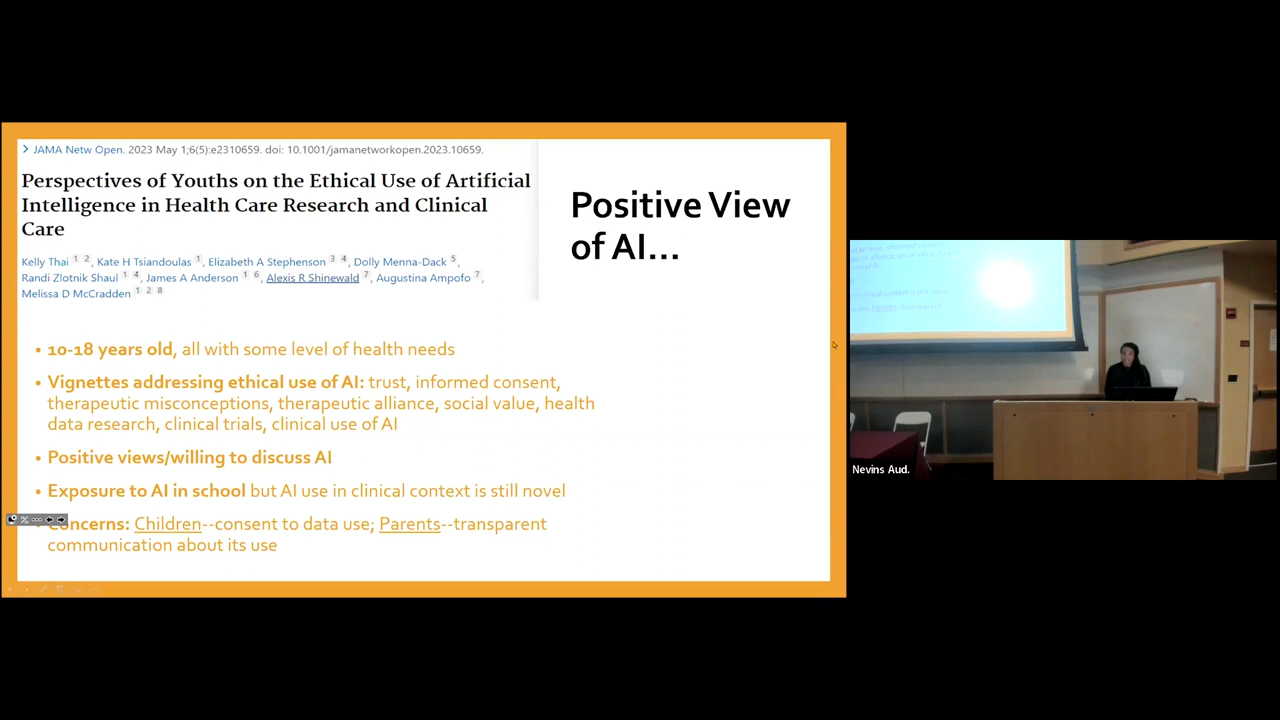 > JAMA Netw Open. 2023 May 1;6(5):e2310659. doi: 10.1001/jamanetworkopen.2023.10659.
Perspectives of Youths on the Ethical Use of Artificial
Intelligence in Health Care Research and Clinical
Care
Kelly Thai 1 2, Kate H Tsiandoulas 1, Elizabeth A Stephenson 3 4, Dolly Menna-Dack 5,
Randi Zlotnik Shaul 1 4, James A Anderson 1 6, Alexis R Shinewald 7, Augustina Ampofo 7,
Melissa D McCradden 1 2 8
Positive View
of AI...
• 10-18 years old, all with some level of health needs
• Vignettes addressing ethical use of AI: trust, informed consent,
therapeutic misconceptions, therapeutic alliance, social value, health
data research, clinical trials, clinical use of AI
• Positive views/willing to discuss AI
• Exposure to AI in school but AI use in clinical context is still novel
Concerns: Children--consent to data use; Parents--transparent
communication about its use
Nevins Aud.